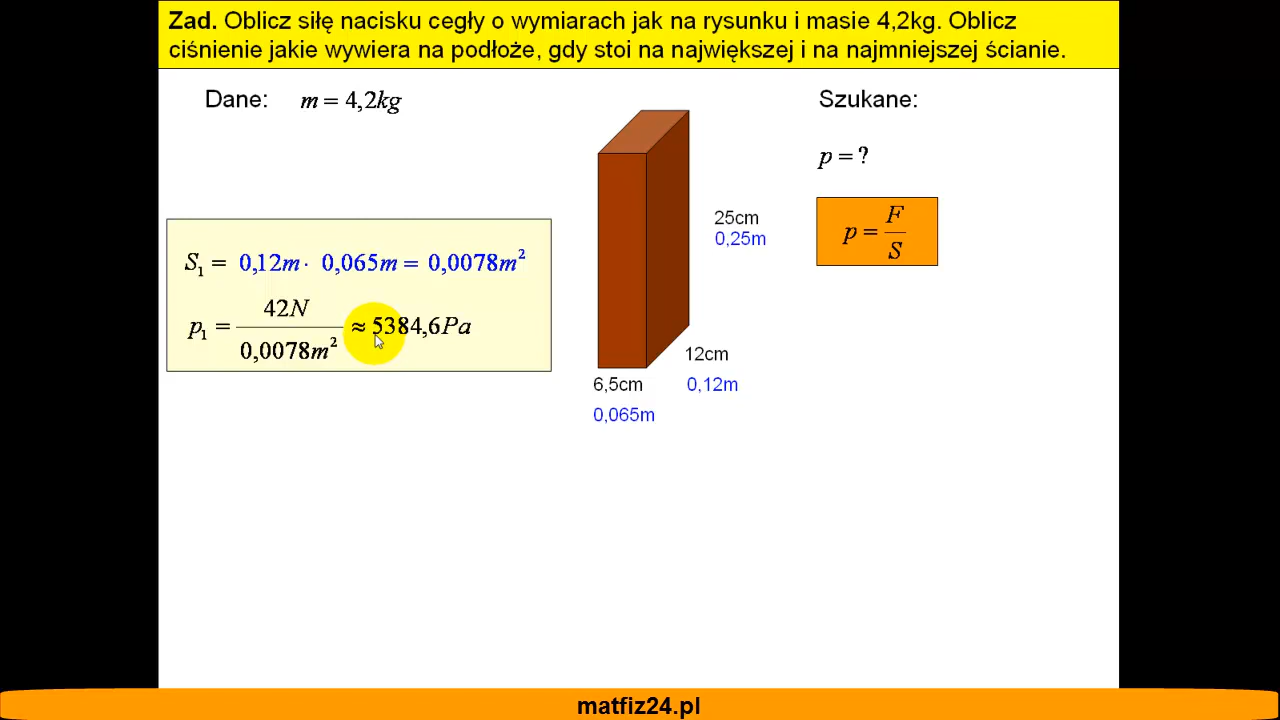 Zad. Oblicz siłę nacisku cegły o wymiarach jak na rysunku i masie 4,2kg. Oblicz
ciśnienie jakie wywiera na podłoże, gdy stoi na największej i na najmniejszej ścianie.
Dane: m = 4,2kg
Szukane:
p = ?
p = F/S
25cm
0,25m
S₁ = 0,12m · 0,065m = 0,0078m²
p₁ = 42N/0,0078m² ≈ 5384,6Pa
12cm
0,12m
6,5cm
0,065m
matfiz24.pl